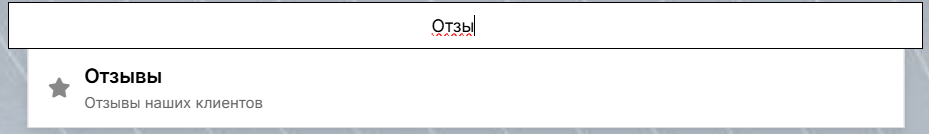 Отзы
Отзывы
Отзывы наших клиентов